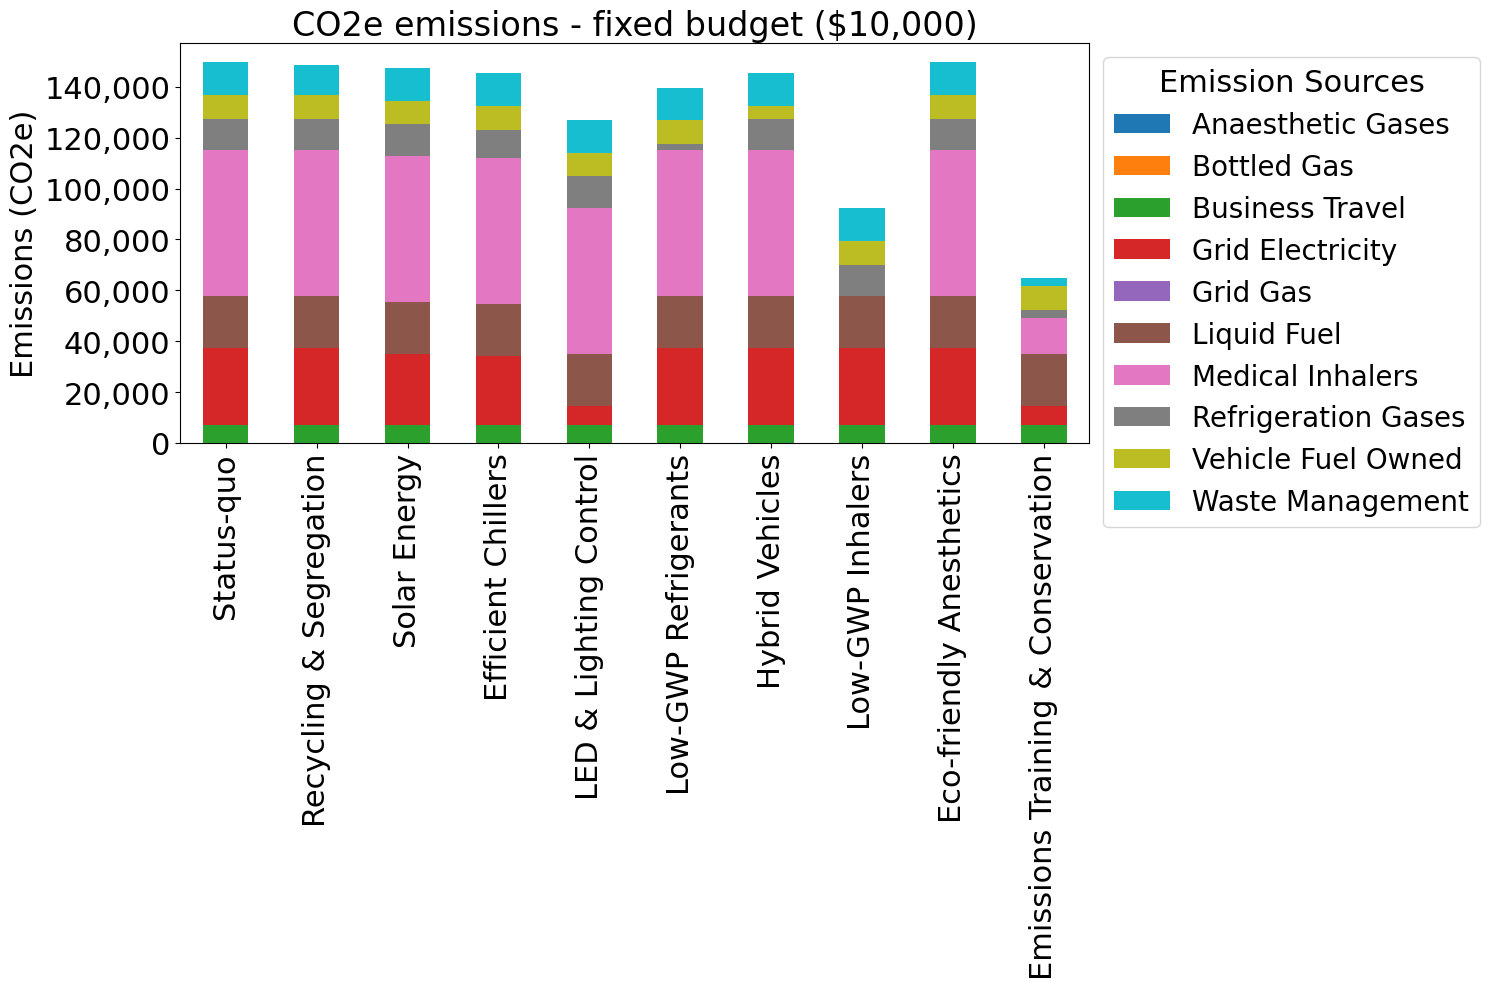 CO2e emissions - fixed budget ($10,000)
Emissions (CO2e)
140,000
120,000
100,000
80,000
60,000
40,000
20,000
0
Status-quo
Recycling & Segregation
Solar Energy
Efficient Chillers
LED & Lighting Control
Low-GWP Refrigerants
Hybrid Vehicles
Low-GWP Inhalers
Eco-friendly Anesthetics
Emissions Training & Conservation
Emission Sources
Anaesthetic Gases
Bottled Gas
Business Travel
Grid Electricity
Grid Gas
Liquid Fuel
Medical Inhalers
Refrigeration Gases
Vehicle Fuel Owned
Waste Management